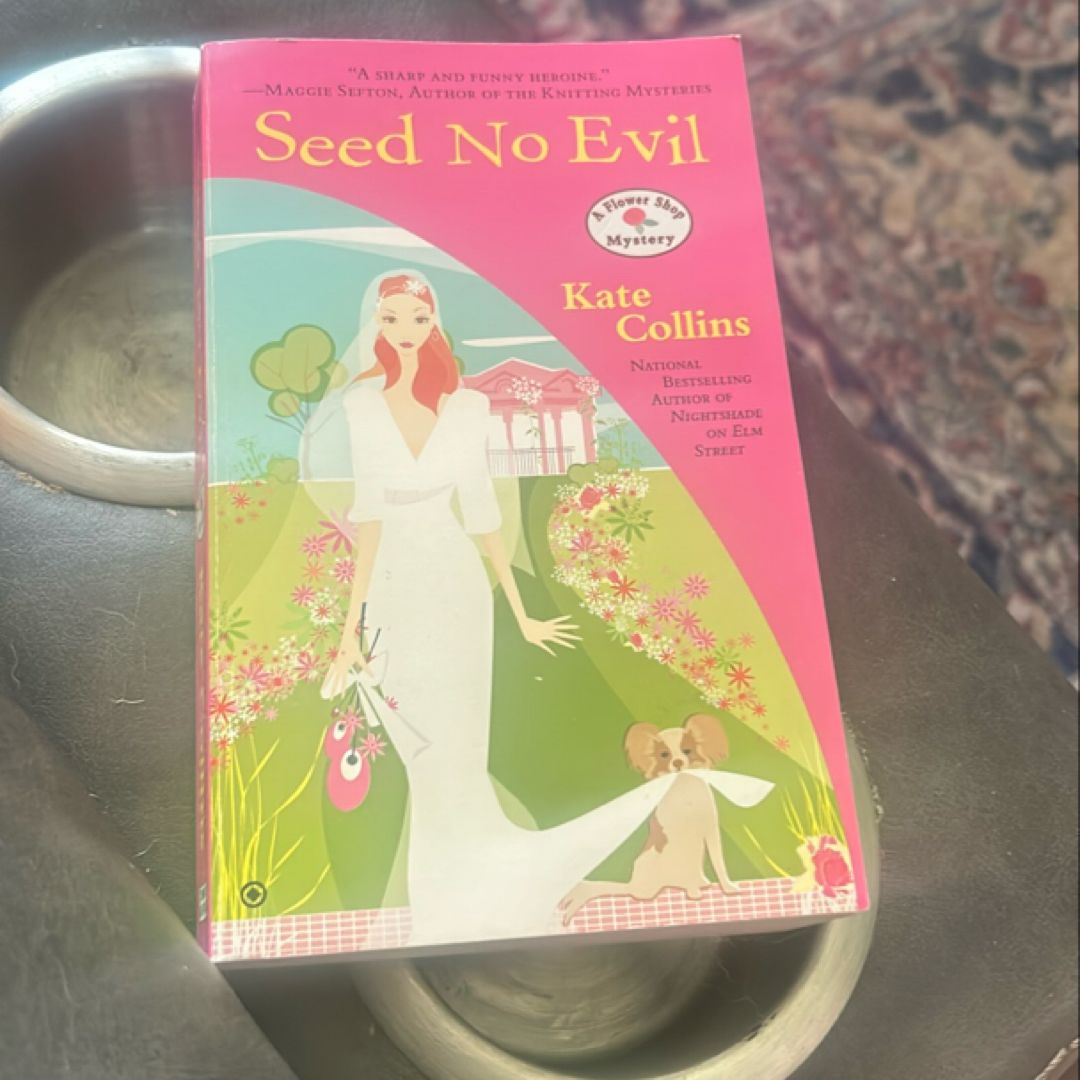 “A sharp and funny heroine.”
—Maggie Sefton, Author of the Knitting Mysteries
Seed No Evil
A Flower Shop
Mystery
Kate
Collins
National
Bestselling
Author of
Nightshade
on Elm
Street